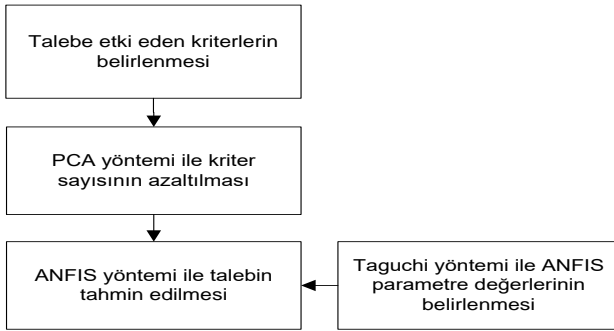 Talebe etki eden kriterlerin
belirlenmesi
PCA yöntemi ile kriter
sayısının azaltılması
ANFIS yöntemi ile talebin
tahmin edilmesi
Taguchi yöntemi ile ANFIS
parametre değerlerinin
belirlenmesi